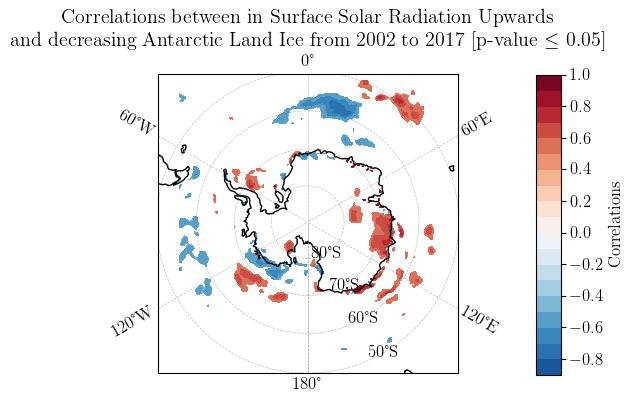 Correlations between in Surface Solar Radiation Upwards
and decreasing Antarctic Land Ice from 2002 to 2017 [p-value ≤ 0.05]
0°
60°W
60°E
120°W
120°E
180°
80°S
70°S
60°S
50°S
1.0
0.8
0.6
0.4
0.2
0.0
−0.2
−0.4
−0.6
−0.8
Correlations